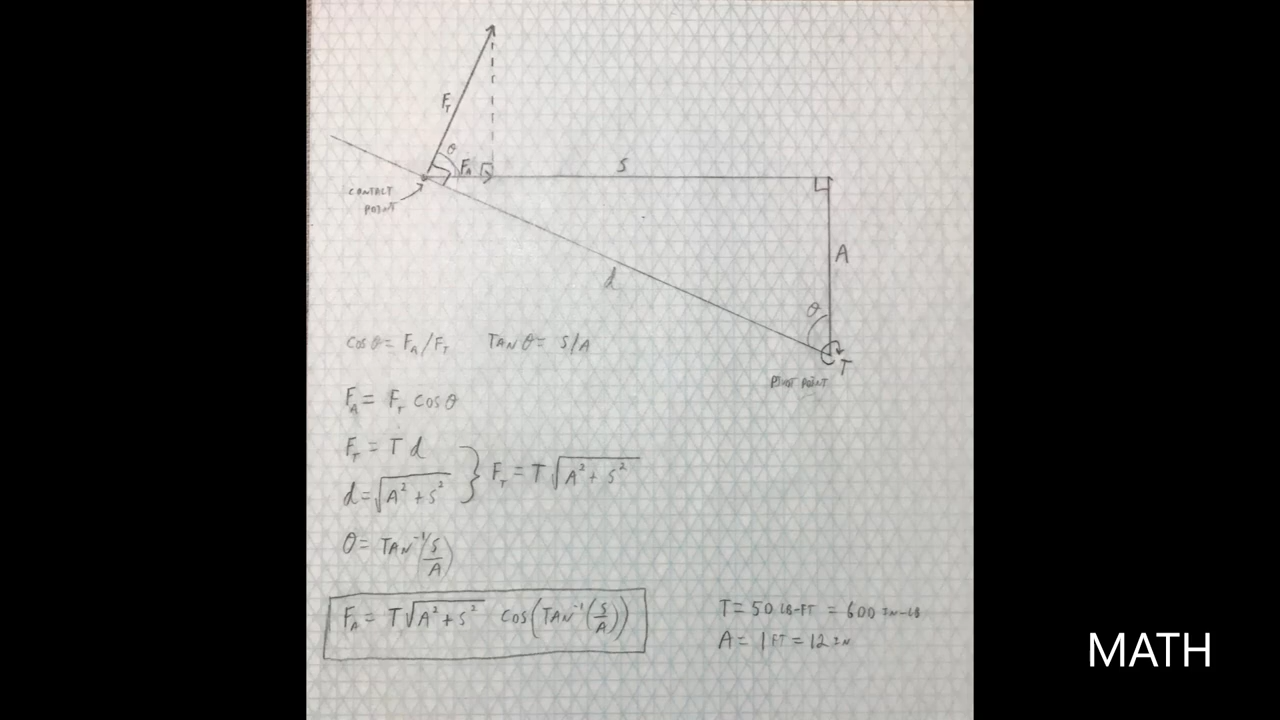 F_T
θ
F_A
S
CONTACT
POINT
A
d
θ
T
PIVOT POINT
COS θ = F_A/F_T TAN θ = S/A
F_A = F_T COS θ
F_T = T d
d = √(A² + S²)
} F_T = T √(A² + S²)
θ = TAN⁻¹(S/A)
F_A = T√(A² + S²) COS(TAN⁻¹(S/A))
T = 50 LB-FT = 600 IN-LB
A = 1 FT = 12 IN
MATH